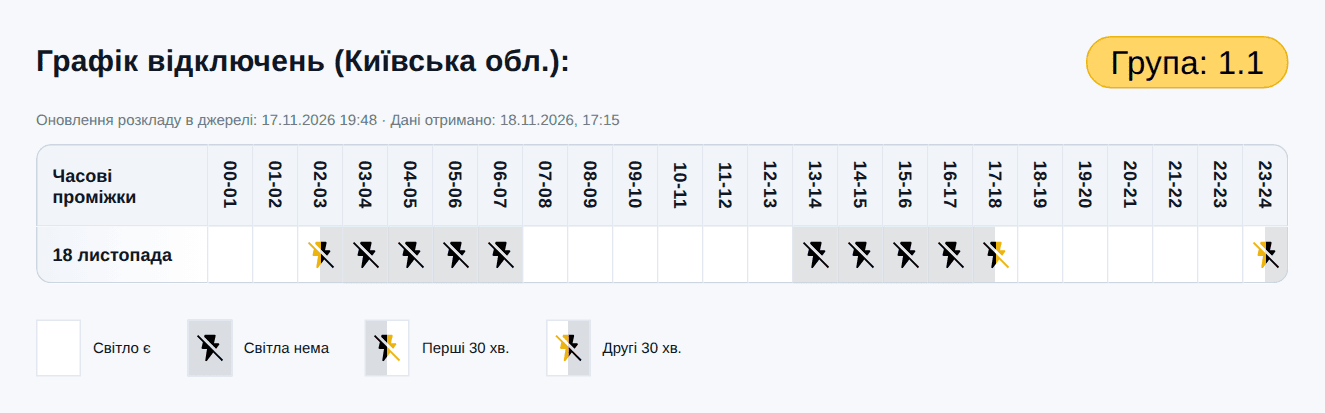 Графік відключень (Київська обл.):
Група: 1.1
Оновлення розкладу в джерелі: 17.11.2026 19:48 · Дані отримано: 18.11.2026, 17:15
Часові
проміжки
00-01
01-02
02-03
03-04
04-05
05-06
06-07
07-08
08-09
09-10
10-11
11-12
12-13
13-14
14-15
15-16
16-17
17-18
18-19
19-20
20-21
21-22
22-23
23-24
18 листопада
Світло є
Світла нема
Перші 30 хв.
Другі 30 хв.